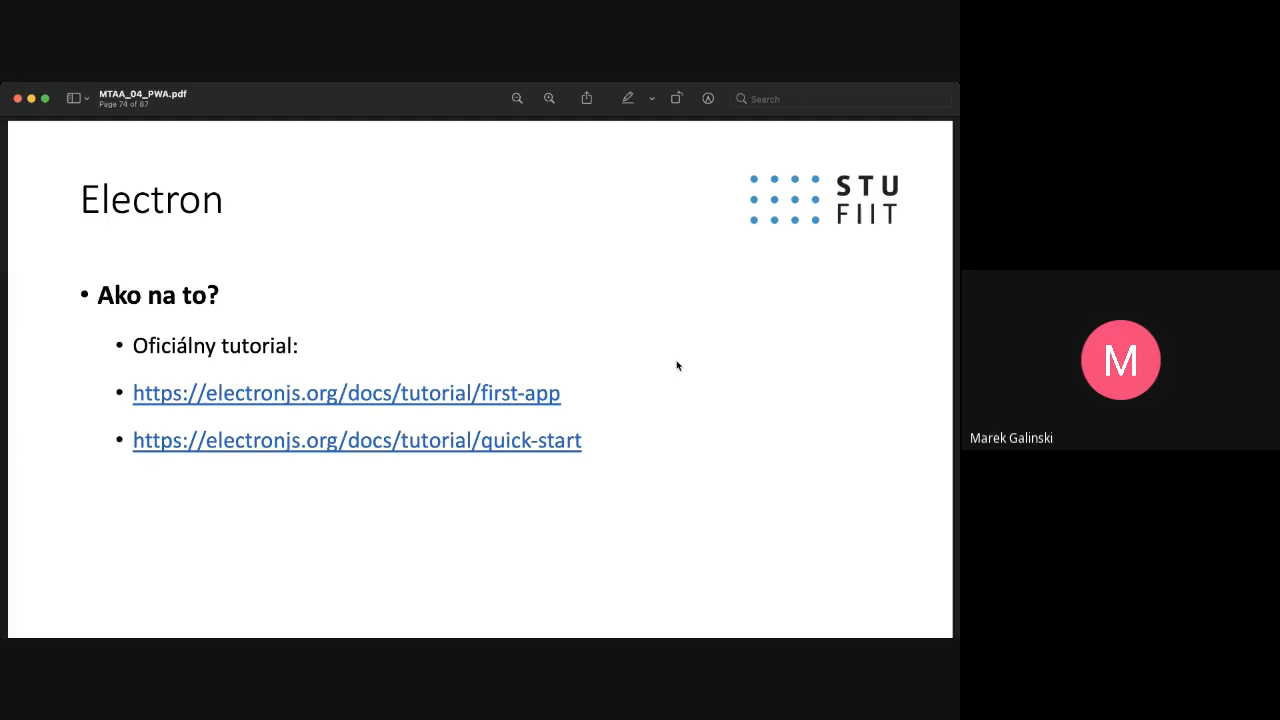 MTAA_04_PWA.pdf
Page 74 of 87
Search
Electron
STU
FIIT
• Ako na to?
• Oficiálny tutorial:
• https://electronjs.org/docs/tutorial/first-app
• https://electronjs.org/docs/tutorial/quick-start
M
Marek Galinski